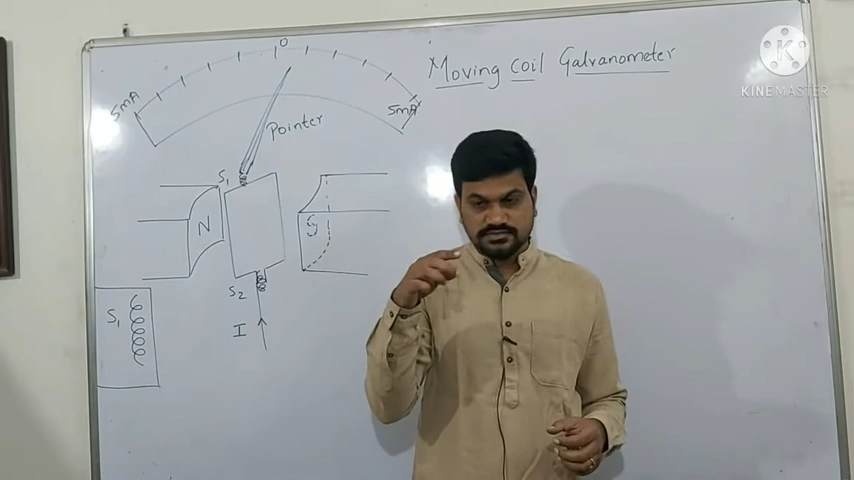 Moving coil Galvanometer
K
KINEMASTER
0
5mA
5mA
Pointer
S1
N
S
S2
I
S1